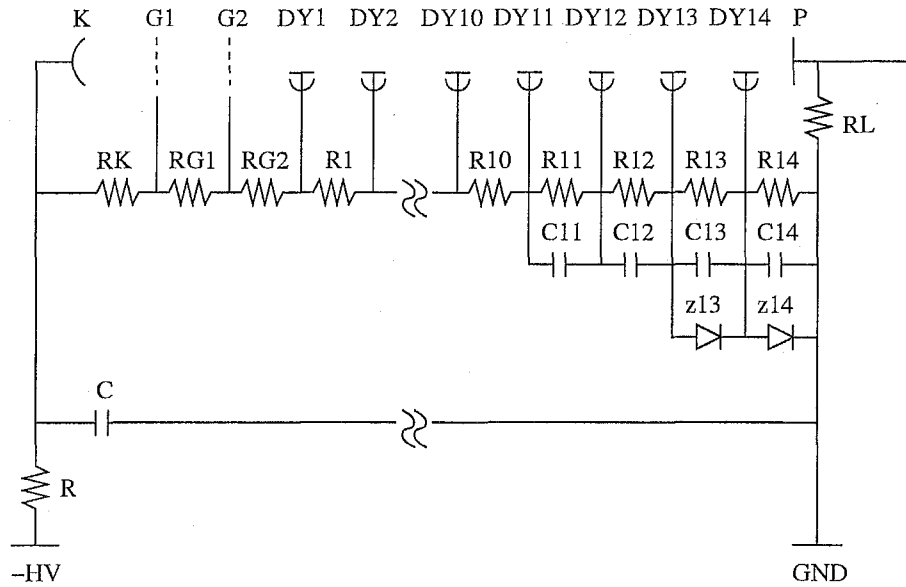 K G1 G2 DY1 DY2 DY10 DY11 DY12 DY13 DY14 P
RL
RK RG1 RG2 R1 R10 R11 R12 R13 R14
C11 C12 C13 C14
z13 z14
C
R
–HV GND